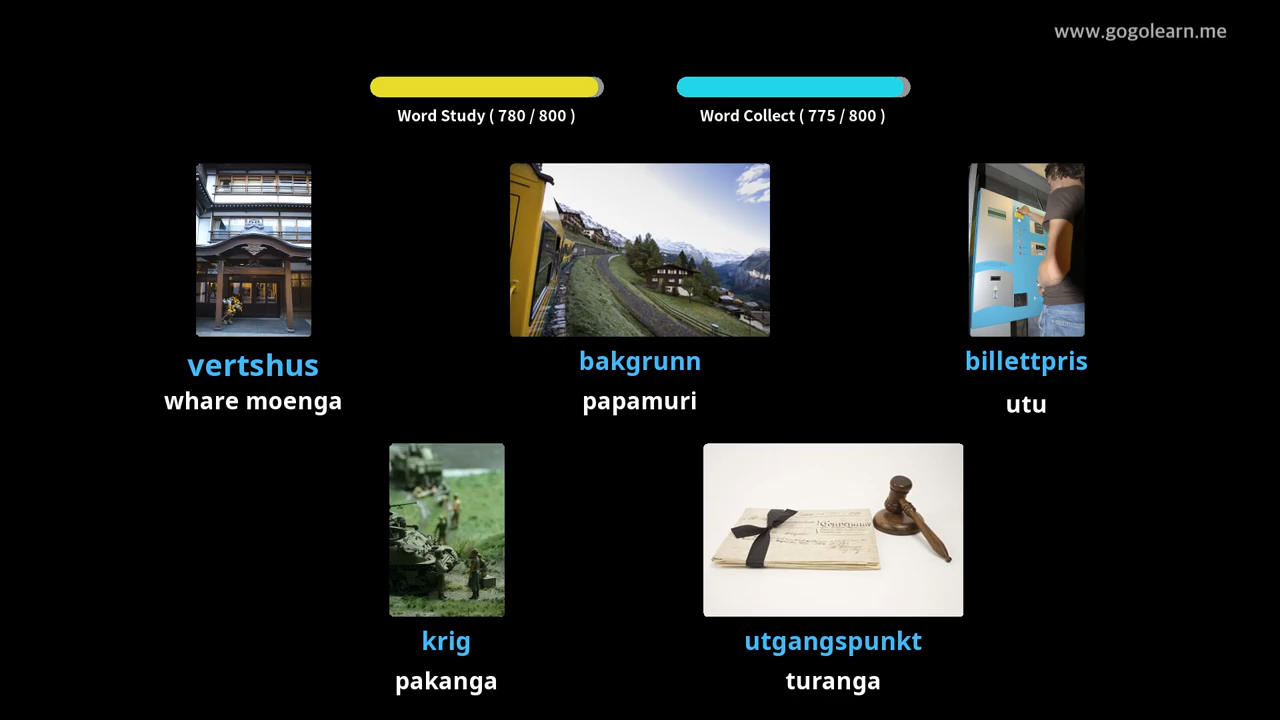 www.gogolearn.me
Word Study ( 780 / 800 )
Word Collect ( 775 / 800 )
vertshus
whare moenga
bakgrunn
papamuri
billettpris
utu
krig
pakanga
utgangspunkt
turanga